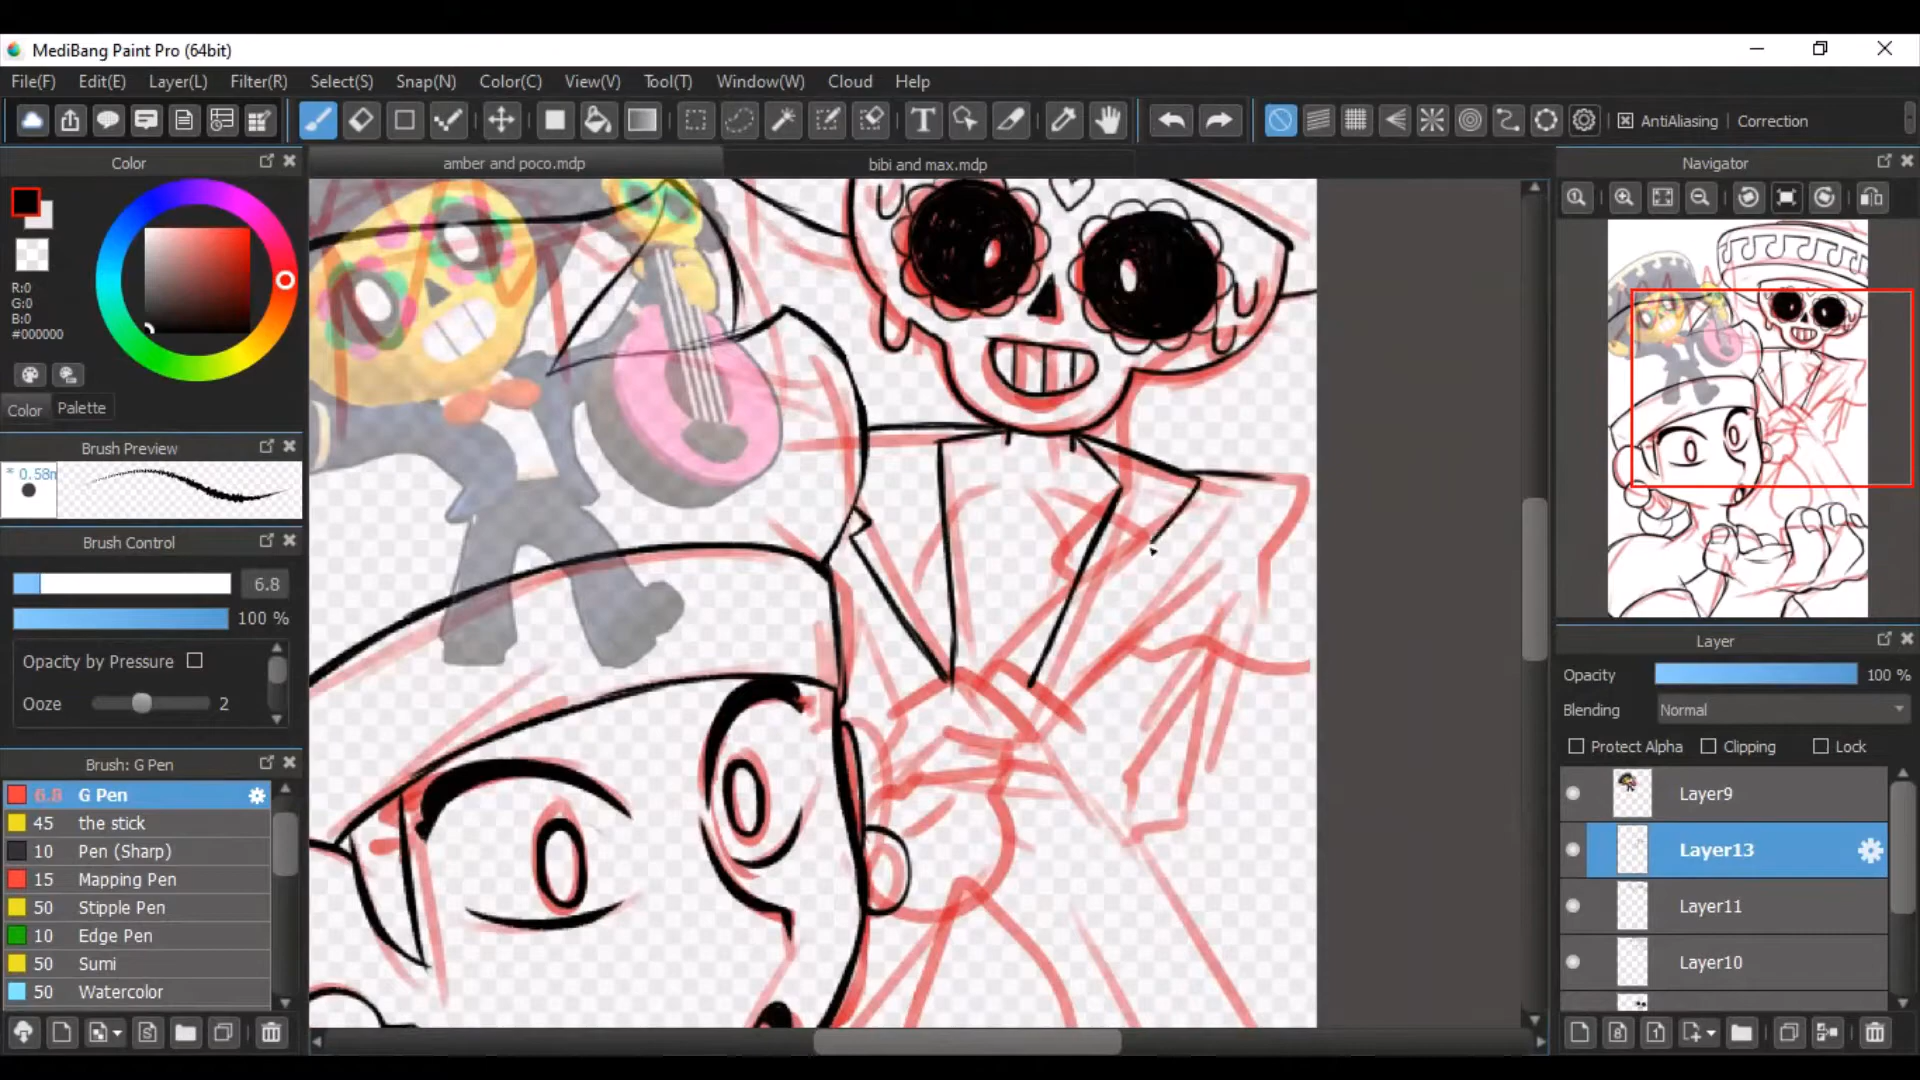 MediBang Paint Pro (64bit)
File(F) Edit(E) Layer(L) Filter(R) Select(S) Snap(N) Color(C) View(V) Tool(T) Window(W) Cloud Help
AntiAliasing Correction
Color
amber and poco.mdp
bibi and max.mdp
Navigator
R:0
G:0
B:0
#000000
Color Palette
Brush Preview
* 0.58m
Brush Control
6.8
100 %
Opacity by Pressure
Ooze 2
Brush: G Pen
6.8 G Pen
45 the stick
10 Pen (Sharp)
15 Mapping Pen
50 Stipple Pen
10 Edge Pen
50 Sumi
50 Watercolor
Layer
Opacity 100 %
Blending Normal
Protect Alpha Clipping Lock
Layer9
Layer13
Layer11
Layer10